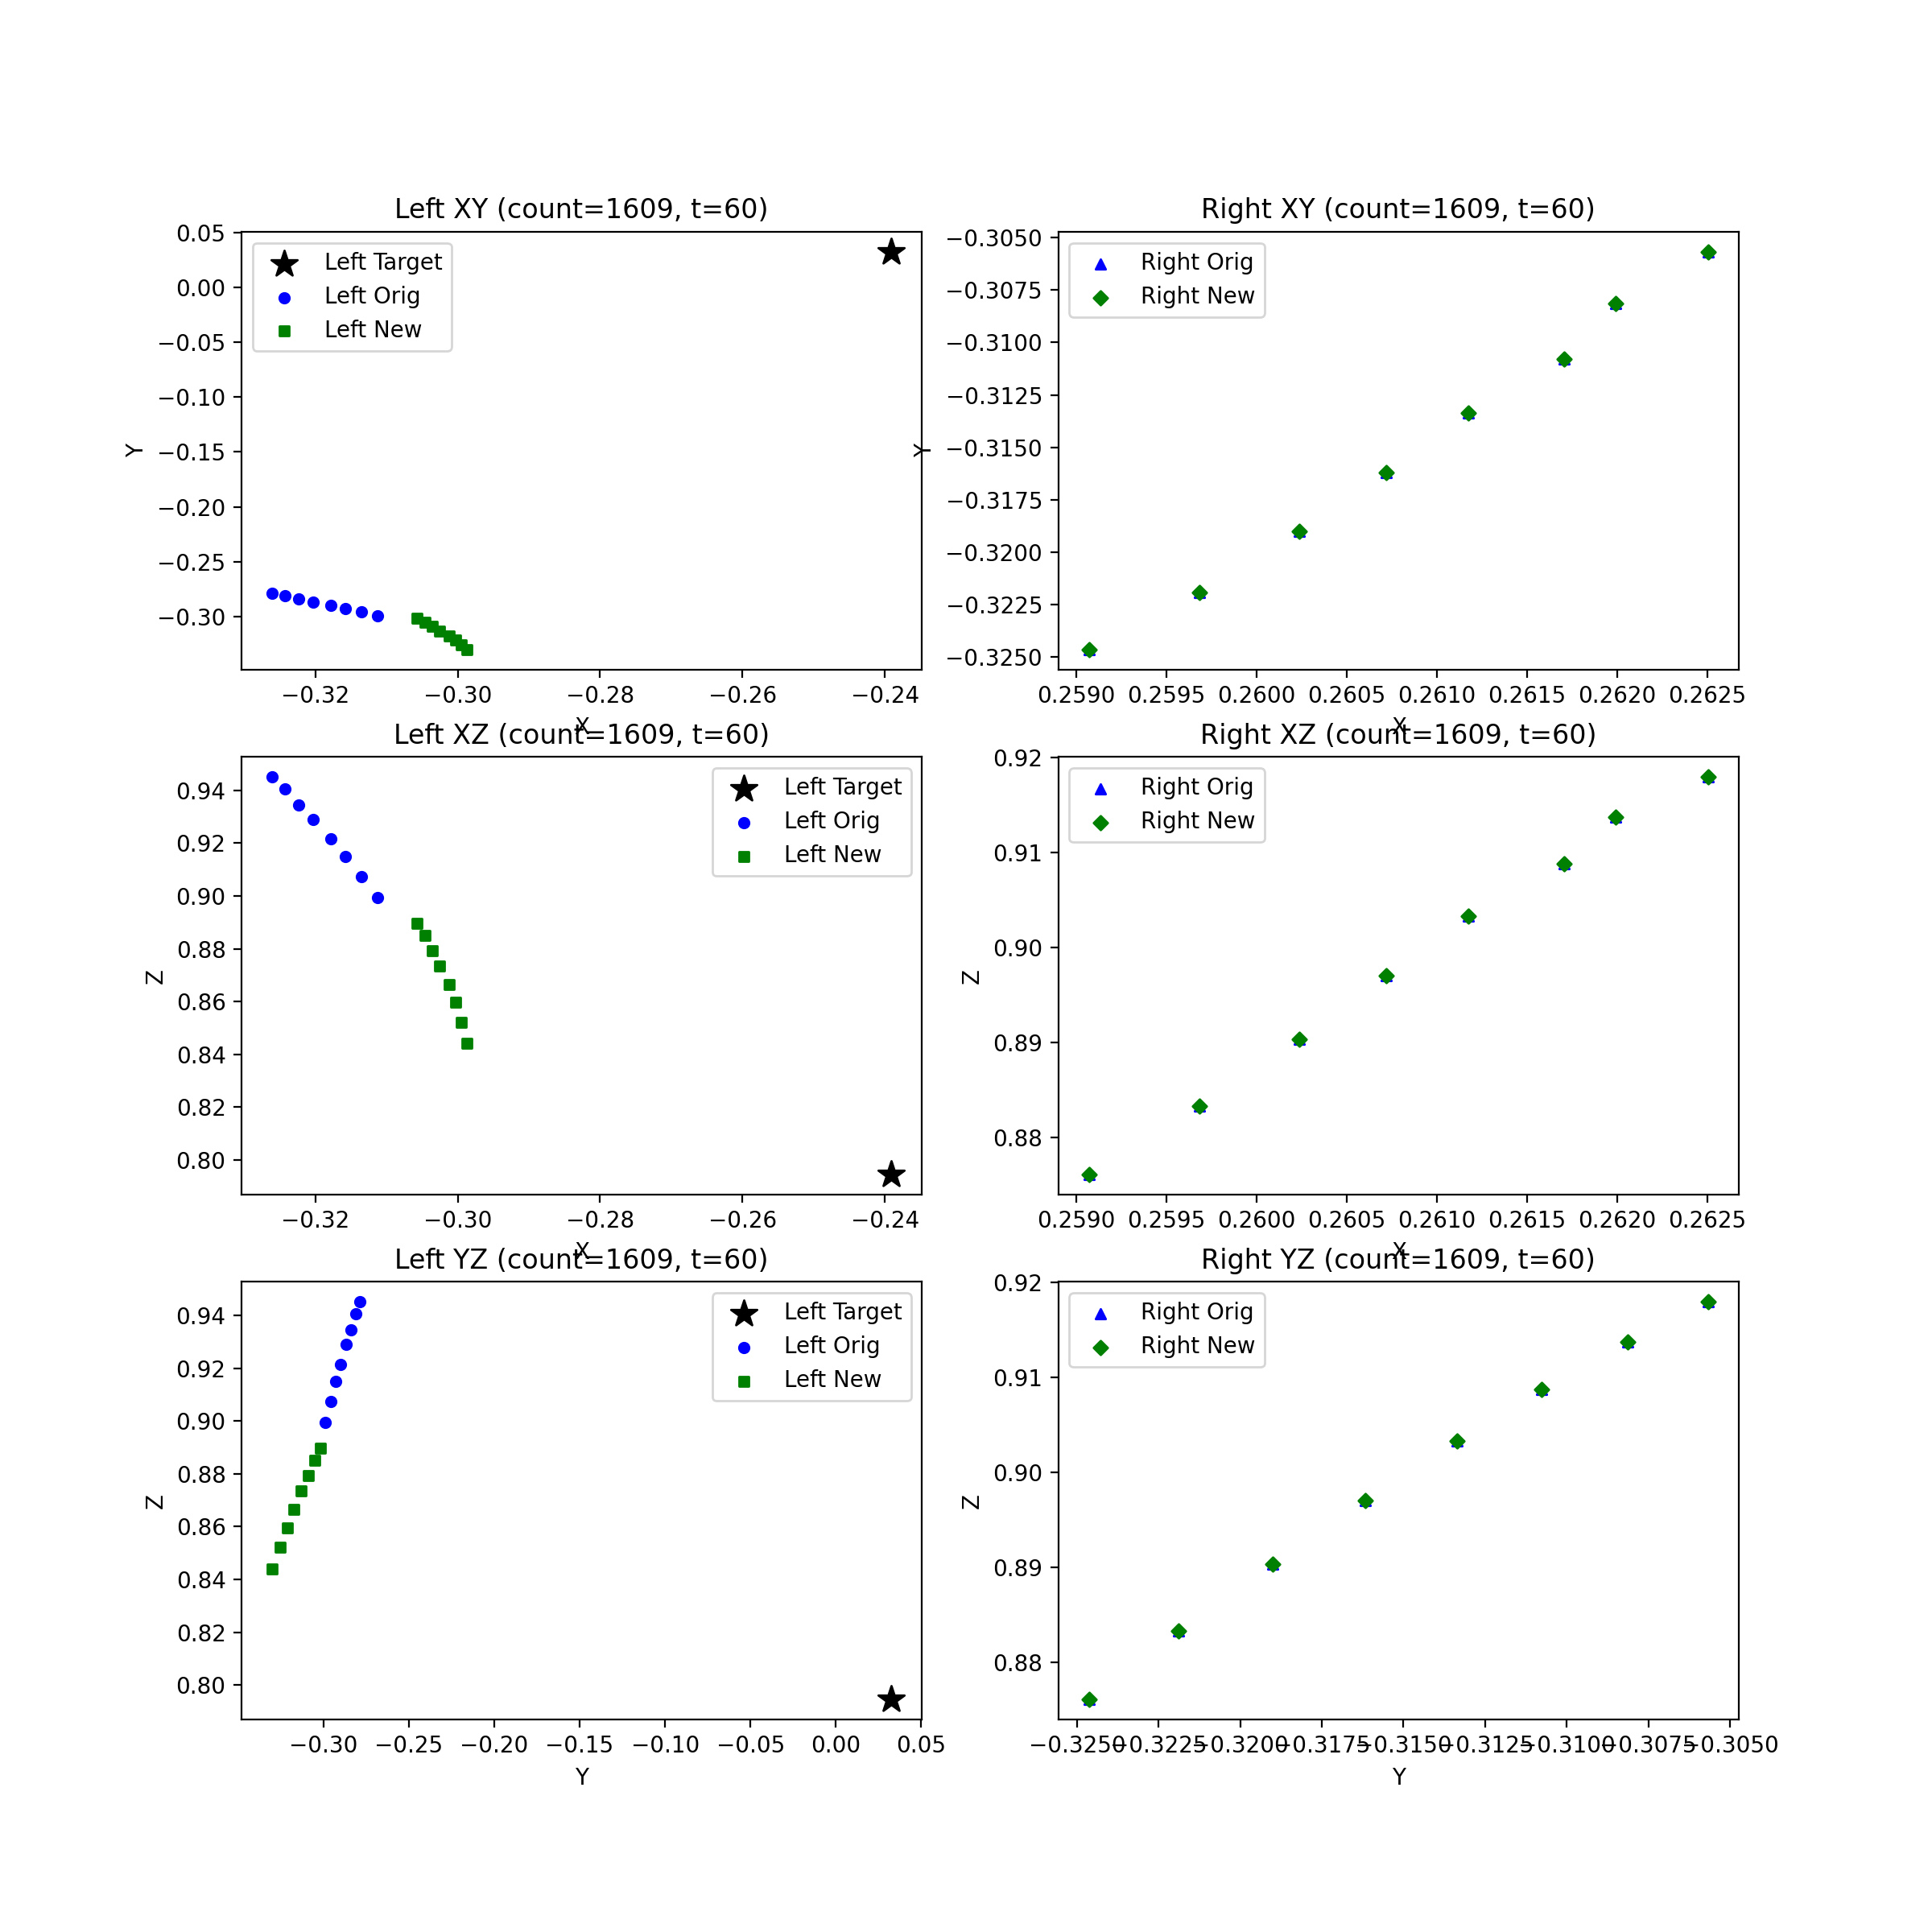 Left XY (count=1609, t=60)
Left Target
Left Orig
Left New
0.05
0.00
−0.05
−0.10
−0.15
−0.20
−0.25
−0.30
Y
−0.32
−0.30
−0.28
−0.26
−0.24
X
Right XY (count=1609, t=60)
Right Orig
Right New
−0.3050
−0.3075
−0.3100
−0.3125
−0.3150
−0.3175
−0.3200
−0.3225
−0.3250
Y
0.2590
0.2595
0.2600
0.2605
0.2610
0.2615
0.2620
0.2625
X
Left XZ (count=1609, t=60)
Left Target
Left Orig
Left New
0.94
0.92
0.90
0.88
0.86
0.84
0.82
0.80
Z
−0.32
−0.30
−0.28
−0.26
−0.24
X
Right XZ (count=1609, t=60)
Right Orig
Right New
0.92
0.91
0.90
0.89
0.88
Z
0.2590
0.2595
0.2600
0.2605
0.2610
0.2615
0.2620
0.2625
X
Left YZ (count=1609, t=60)
Left Target
Left Orig
Left New
0.94
0.92
0.90
0.88
0.86
0.84
0.82
0.80
Z
−0.30
−0.25
−0.20
−0.15
−0.10
−0.05
0.00
0.05
Y
Right YZ (count=1609, t=60)
Right Orig
Right New
0.92
0.91
0.90
0.89
0.88
Z
−0.3250
−0.3225
−0.3200
−0.3175
−0.3150
−0.3125
−0.3100
−0.3075
−0.3050
Y